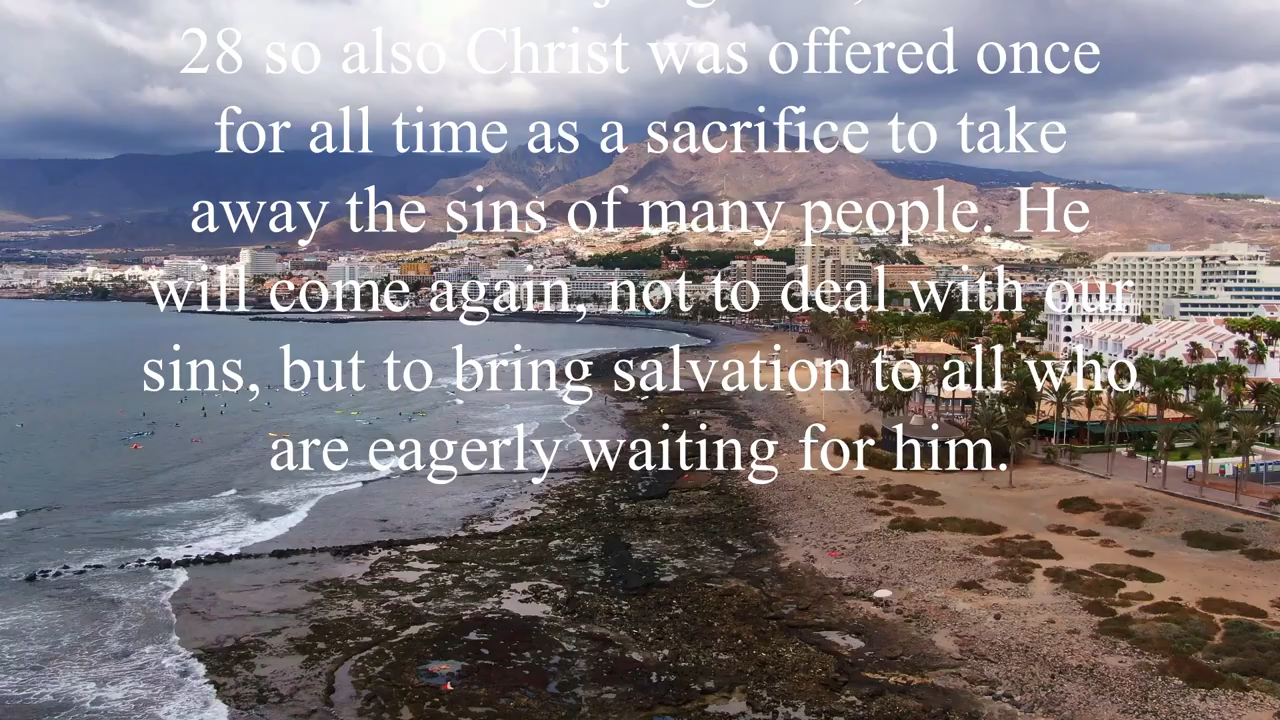 28 so also Christ was offered once
for all time as a sacrifice to take
away the sins of many people. He
will come again, not to deal with our
sins, but to bring salvation to all who
are eagerly waiting for him.